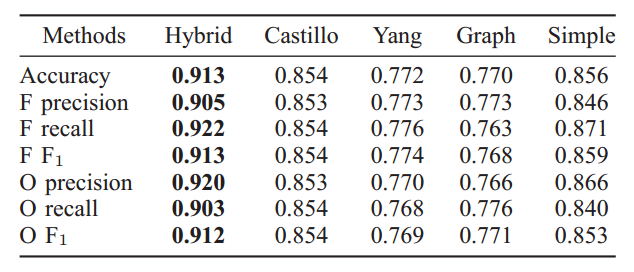 Methods Hybrid Castillo Yang Graph Simple
Accuracy 0.913 0.854 0.772 0.770 0.856
F precision 0.905 0.853 0.773 0.773 0.846
F recall 0.922 0.854 0.776 0.763 0.871
F F₁ 0.913 0.854 0.774 0.768 0.859
O precision 0.920 0.853 0.770 0.766 0.866
O recall 0.903 0.854 0.768 0.776 0.840
O F₁ 0.912 0.854 0.769 0.771 0.853